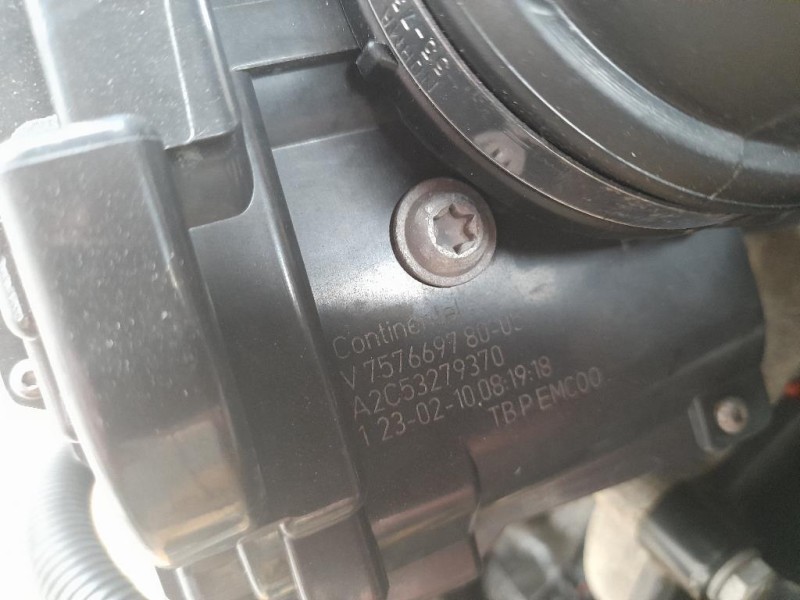 Continental
V 7576697 80-0
A2C53279370
1 23-02-10,08:19:18
TBPEMC00